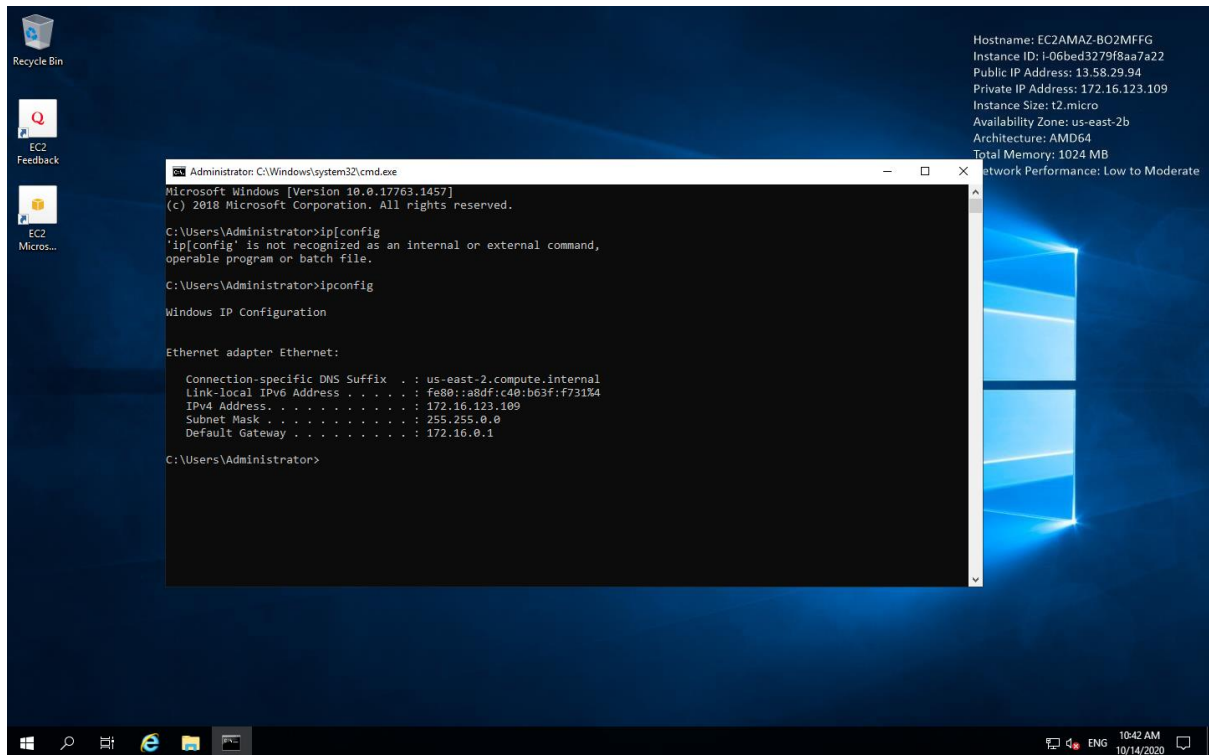 Recycle Bin
EC2
Feedback
EC2
Micros...
Hostname: EC2AMAZ-BO2MFFG
Instance ID: i-06bed3279f8aa7a22
Public IP Address: 13.58.29.94
Private IP Address: 172.16.123.109
Instance Size: t2.micro
Availability Zone: us-east-2b
Architecture: AMD64
Total Memory: 1024 MB
etwork Performance: Low to Moderate
Administrator: C:\Windows\system32\cmd.exe
Microsoft Windows [Version 10.0.17763.1457]
(c) 2018 Microsoft Corporation. All rights reserved.
C:\Users\Administrator>ip[config
'ip[config' is not recognized as an internal or external command,
operable program or batch file.
C:\Users\Administrator>ipconfig
Windows IP Configuration
Ethernet adapter Ethernet:
Connection-specific DNS Suffix  . : us-east-2.compute.internal
Link-local IPv6 Address . . . . . : fe80::a8df:c40:b63f:f731%4
IPv4 Address. . . . . . . . . . . : 172.16.123.109
Subnet Mask . . . . . . . . . . . : 255.255.0.0
Default Gateway . . . . . . . . . : 172.16.0.1
C:\Users\Administrator>
ENG
10:42 AM
10/14/2020